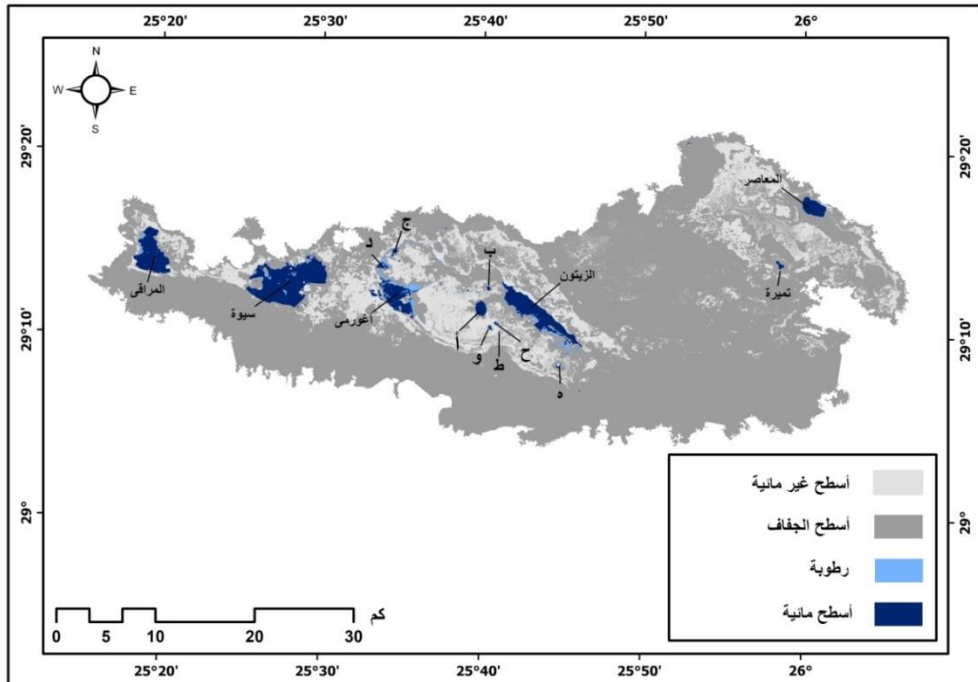 25°20'
25°30'
25°40'
25°50'
26°
N
W
E
S
29°20'
29°20'
المعاصر
ج
د
ب
الزيتون
تميرة
المراقى
سيوة
أغورمى
29°10'
29°10'
أ
و
ط
ح
ه
أسطح غير مائية
أسطح الجفاف
رطوبة
أسطح مائية
29°
29°
كم
0
5
10
20
30
25°20'
25°30'
25°40'
25°50'
26°